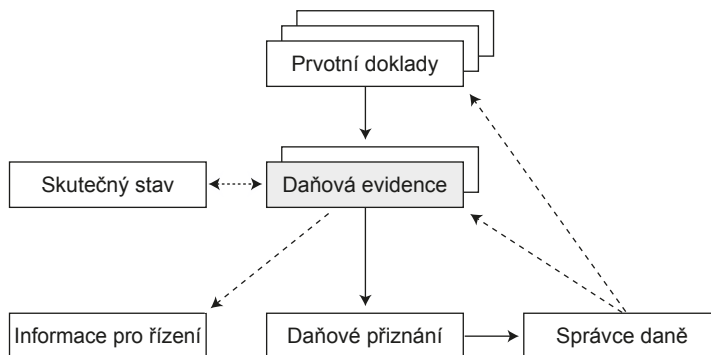 Prvotní doklady
Skutečný stav
Daňová evidence
Informace pro řízení
Daňové přiznání
Správce daně